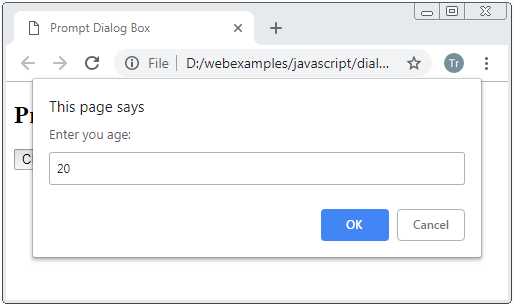 Prompt Dialog Box
File D:/webexamples/javascript/dial...
Tr
This page says
Enter you age:
20
OK Cancel